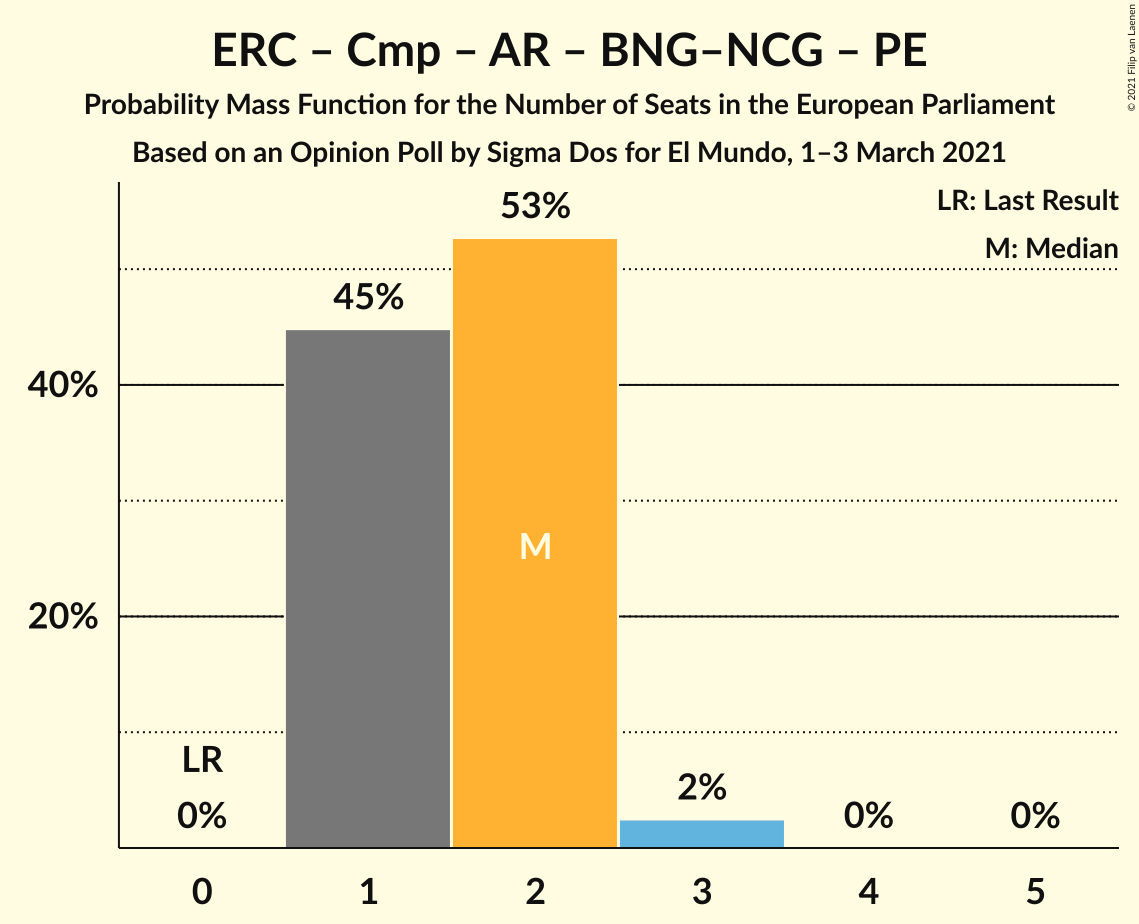 ERC – Cmp – AR – BNG–NCG – PE
Probability Mass Function for the Number of Seats in the European Parliament
Based on an Opinion Poll by Sigma Dos for El Mundo, 1–3 March 2021
© 2021 Filip van Laenen
LR: Last Result
M: Median
53%
45%
40%
M
20%
LR
0%
2%
0%
0%
0
1
2
3
4
5